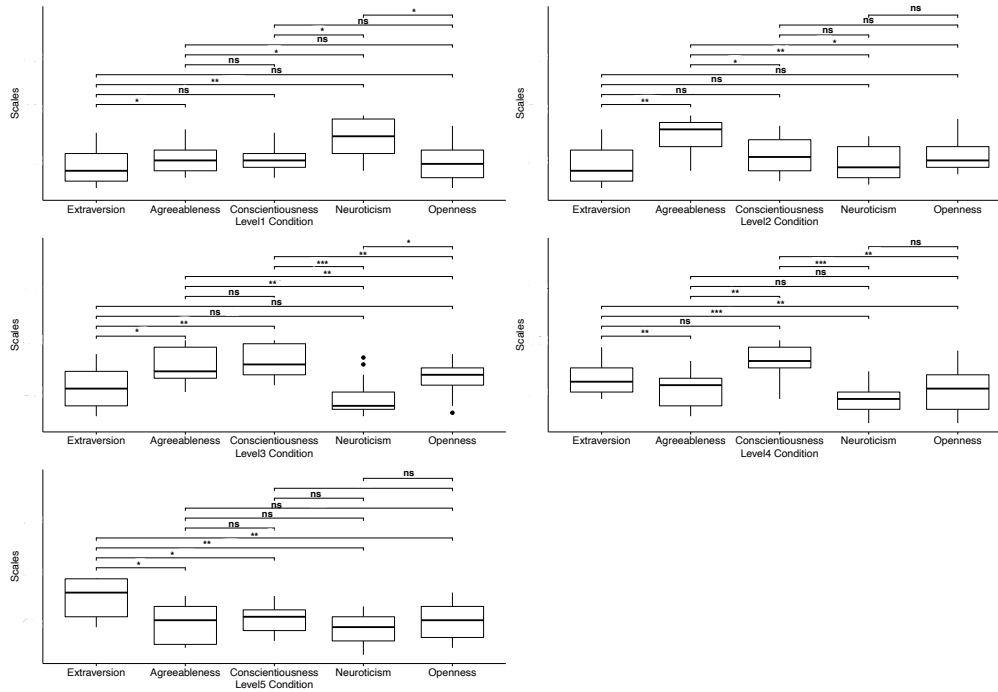 *
ns
*
ns
*
ns
ns
**
ns
*
Scales
Extraversion Agreeableness Conscientiousness Neuroticism Openness
Level1 Condition
ns
ns
ns
*
**
*
ns
ns
ns
**
Scales
Extraversion Agreeableness Conscientiousness Neuroticism Openness
Level2 Condition
*
**
***
**
**
ns
ns
ns
**
*
Scales
Extraversion Agreeableness Conscientiousness Neuroticism Openness
Level3 Condition
ns
**
***
ns
ns
**
**
***
ns
**
Scales
Extraversion Agreeableness Conscientiousness Neuroticism Openness
Level4 Condition
ns
ns
ns
ns
ns
**
**
*
*
Scales
Extraversion Agreeableness Conscientiousness Neuroticism Openness
Level5 Condition